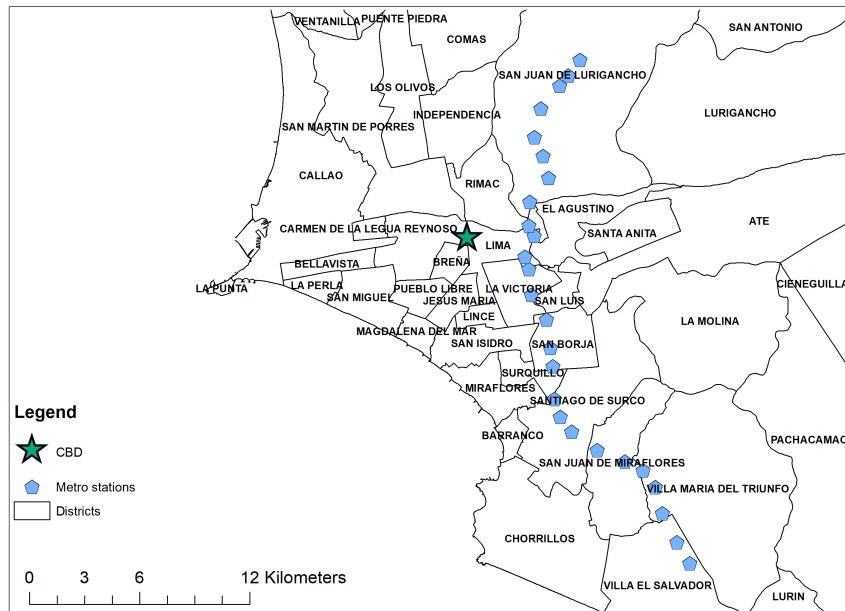 VENTANILLA
PUENTE PIEDRA
SAN ANTONIO
COMAS
SAN JUAN DE LURIGANCHO
LOS OLIVOS
LURIGANCHO
INDEPENDENCIA
SAN MARTIN DE PORRES
CALLAO
RIMAC
EL AGUSTINO
ATE
CARMEN DE LA LEGUA REYNOSO
SANTA ANITA
LIMA
BREÑA
BELLAVISTA
CIENEGUILLA
LA PUNTA
LA PERLA
PUEBLO LIBRE
LA VICTORIA
SAN MIGUEL
JESUS MARIA
SAN LUIS
LINCE
LA MOLINA
MAGDALENA DEL MAR
SAN ISIDRO
SAN BORJA
SURQUILLO
MIRAFLORES
SANTIAGO DE SURCO
BARRANCO
PACHACAMAC
SAN JUAN DE MIRAFLORES
VILLA MARIA DEL TRIUNFO
CHORRILLOS
VILLA EL SALVADOR
LURIN
Legend
CBD
Metro stations
Districts
0 3 6 12 Kilometers